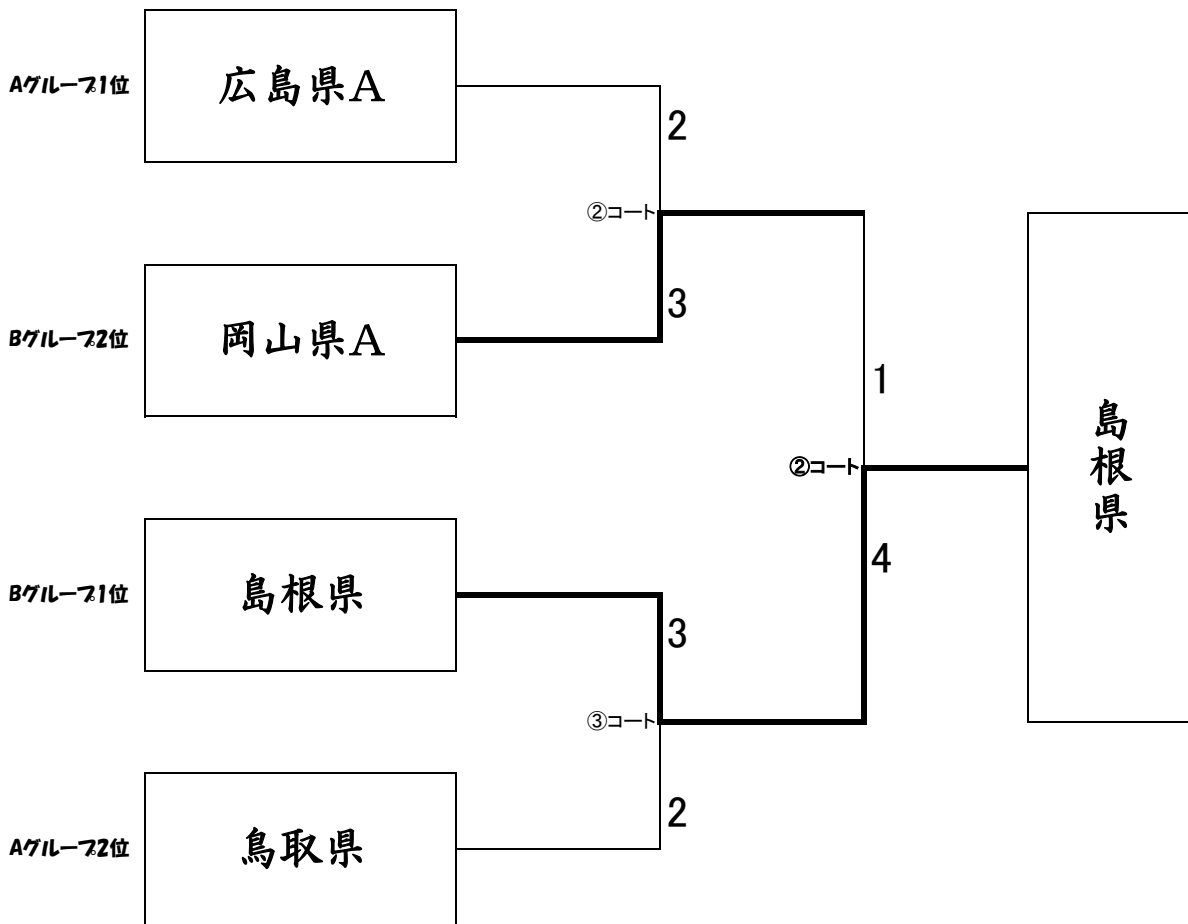 Aグループ1位
広島県A
2
②コート
Bグループ2位
岡山県A
3
1
②コート
島根県
4
Bグループ1位
島根県
3
③コート
Aグループ2位
鳥取県
2